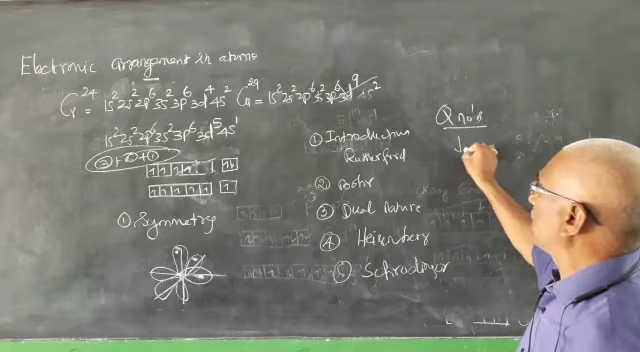 Electronic arrangement in atoms
Cr²⁴ = 1s² 2s² 2p⁶ 3s² 3p⁶ 3d⁴ 4s²
Cu²⁹ = 1s² 2s² 2p⁶ 3s² 3p⁶ 3d⁹ 4s²
1s² 2s² 2p⁶ 3s² 3p⁶ 3d⁵ 4s¹
① Symmetry
① Introduction
Rutherford
② Bohr
③ Dual nature
④ Heisenberg
⑤ Schrodinger
Q no's